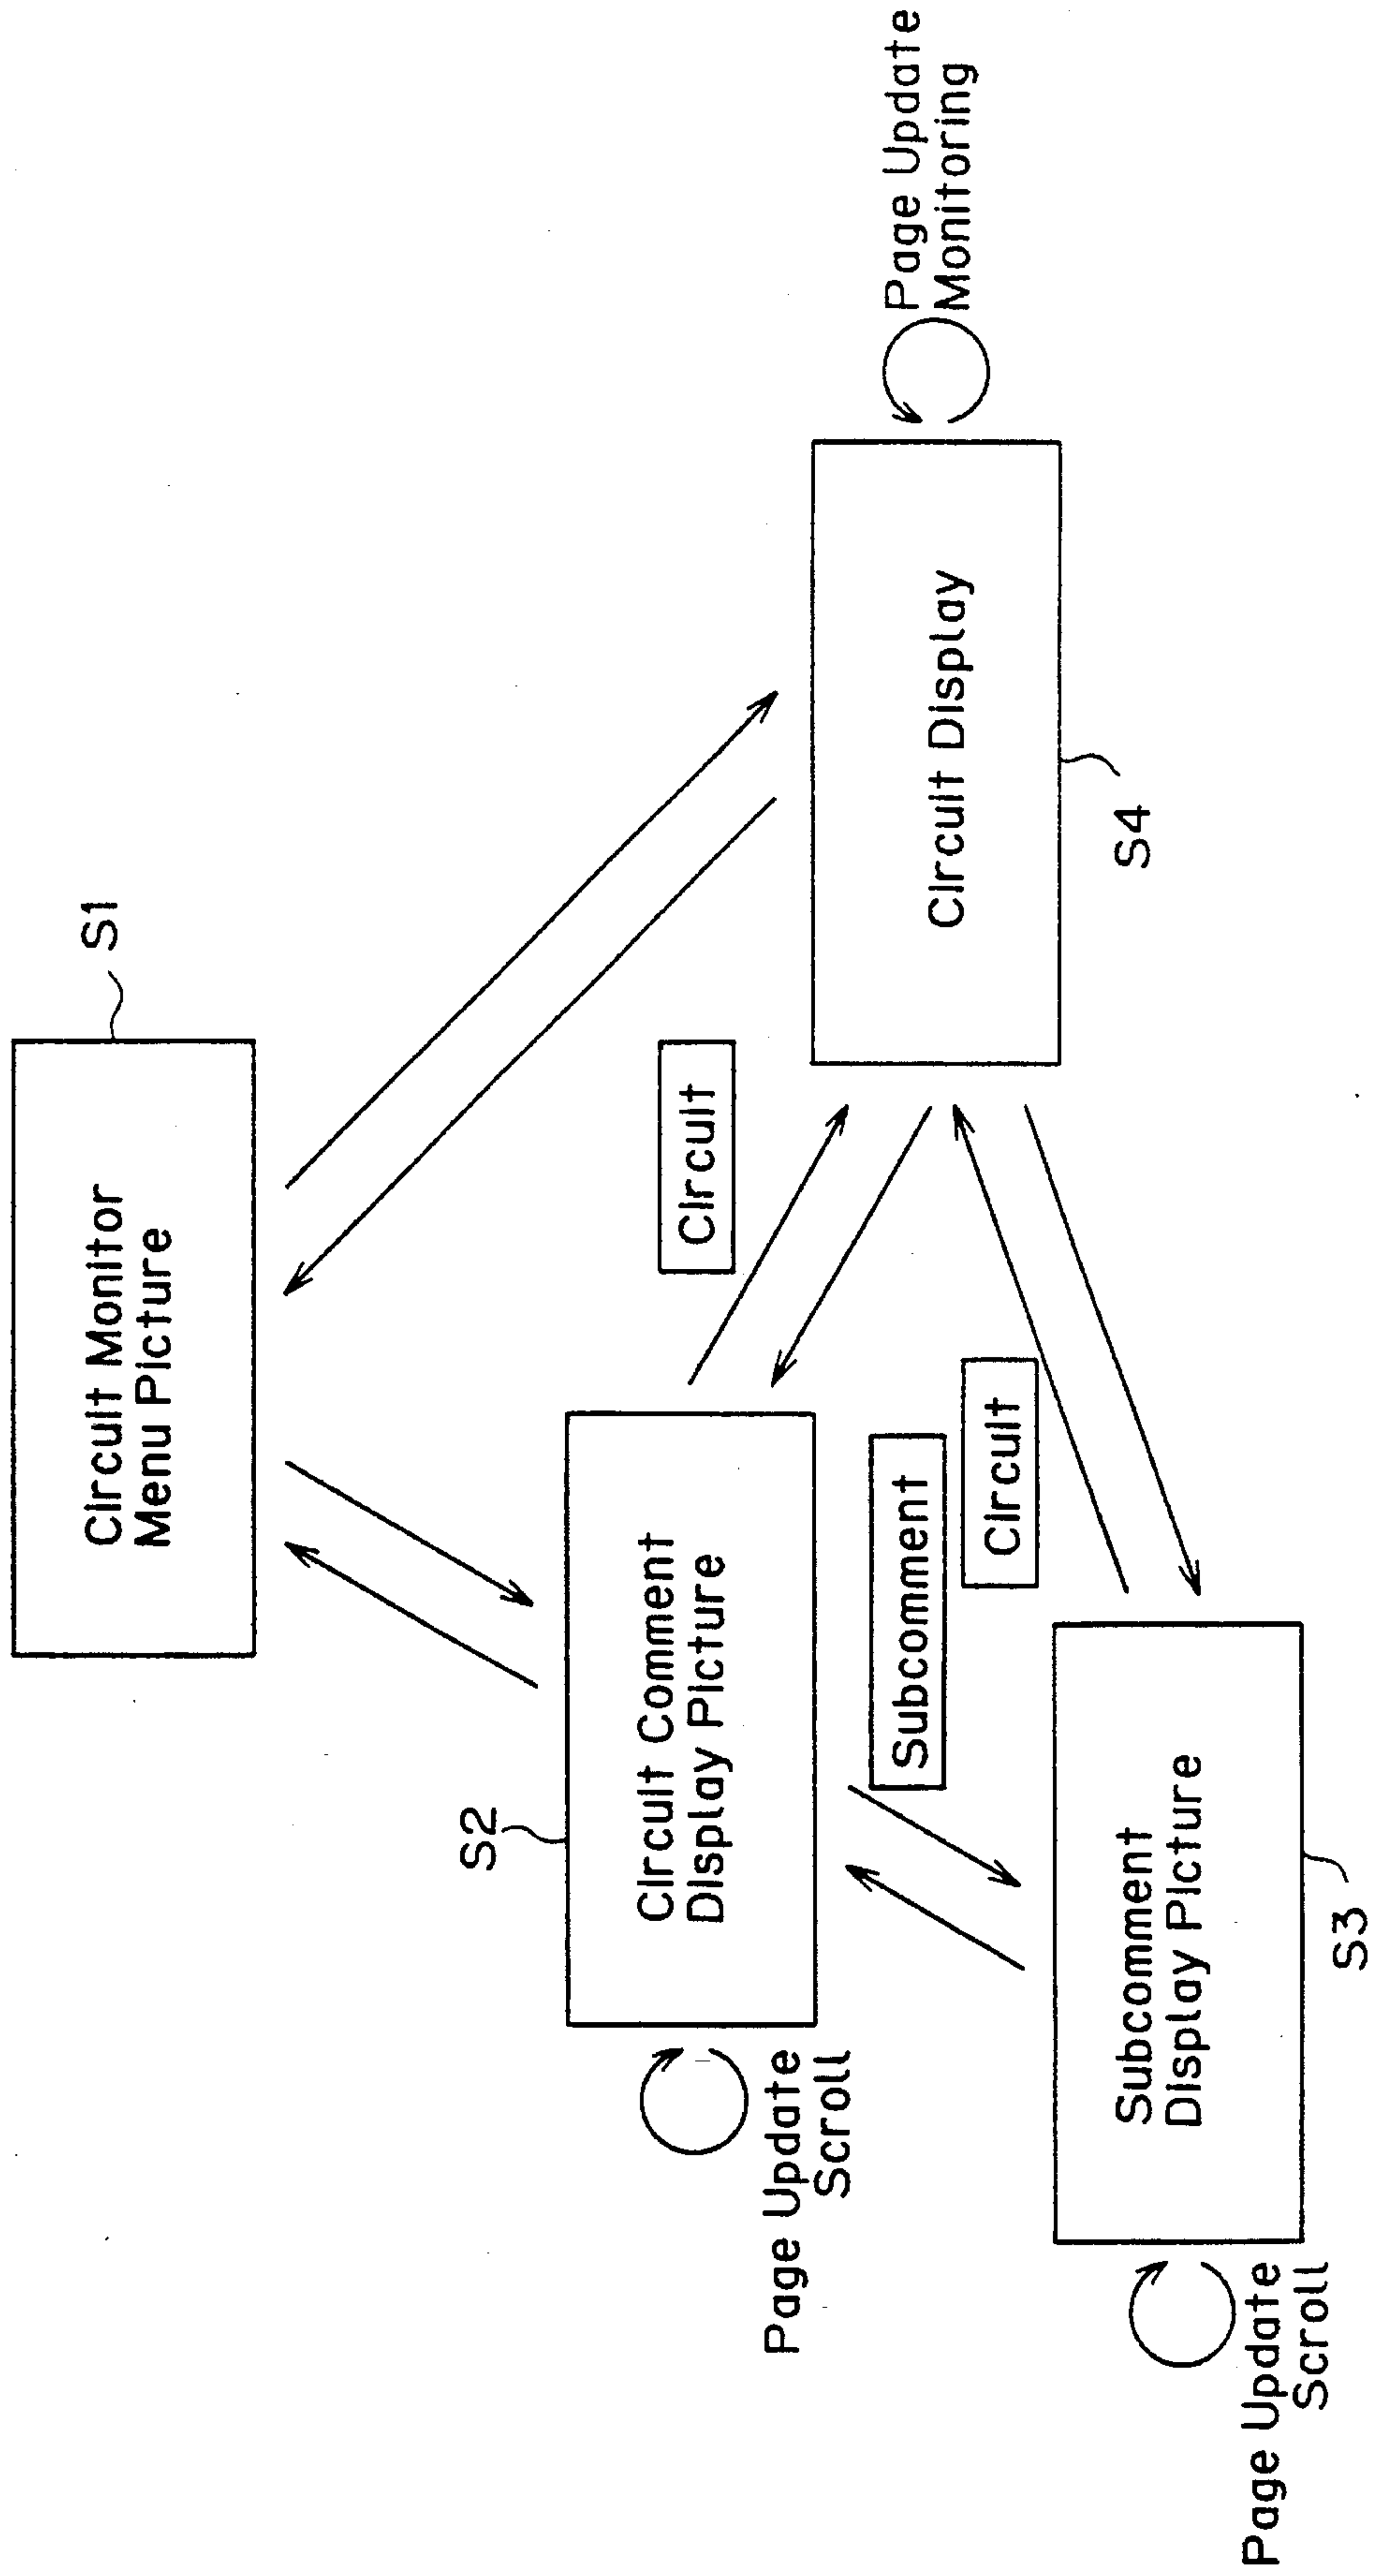 Circuit Monitor
Menu Picture
S1
S2
Circuit Comment
Display Picture
Page Update
Scroll
Circuit
Circuit Display
S4
Page Update
Monitoring
Subcomment
Circuit
Subcomment
Display Picture
S3
Page Update
Scroll